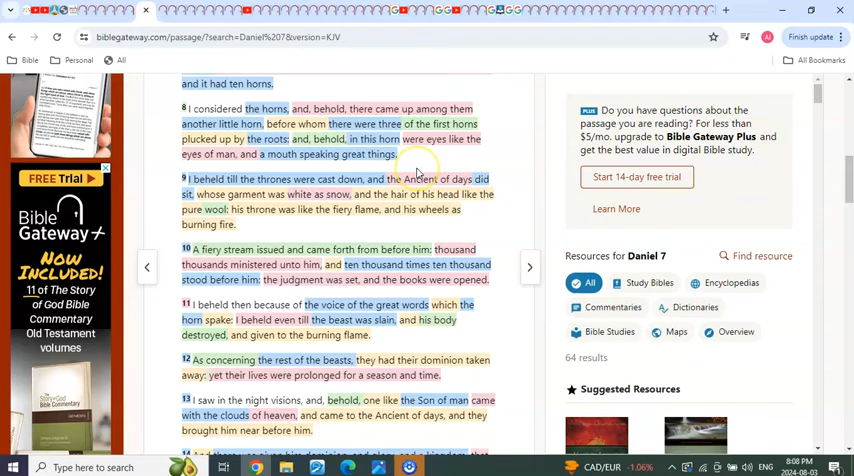 Finish update
biblegateway.com/passage/?search=Daniel%207&version=KJV
AI
Bible
Personal
All
All Bookmarks
and it had ten horns.
8 I considered the horns, and, behold, there came up among them
another little horn, before whom there were three of the first horns
plucked up by the roots: and, behold, in this horn were eyes like the
eyes of man, and a mouth speaking great things.
9 I beheld till the thrones were cast down, and the Ancient of days did
sit, whose garment was white as snow, and the hair of his head like the
pure wool: his throne was like the fiery flame, and his wheels as
burning fire.
10 A fiery stream issued and came forth from before him: thousand
thousands ministered unto him, and ten thousand times ten thousand
stood before him: the judgment was set, and the books were opened.
11 I beheld then because of the voice of the great words which the
horn spake: I beheld even till the beast was slain, and his body
destroyed, and given to the burning flame.
12 As concerning the rest of the beasts, they had their dominion taken
away: yet their lives were prolonged for a season and time.
13 I saw in the night visions, and, behold, one like the Son of man came
with the clouds of heaven, and came to the Ancient of days, and they
brought him near before him.
FREE Trial
Bible
Gateway
NOW
INCLUDED!
11 of The Story
of God Bible
Commentary
Old Testament
volumes
PLUS Do you have questions about the
passage you are reading? For less than
$5/mo. upgrade to Bible Gateway Plus and
get the best value in digital Bible study.
Start 14-day free trial
Learn More
Resources for Daniel 7
Find resource
All
Study Bibles
Encyclopedias
Commentaries
Dictionaries
Bible Studies
Maps
Overview
64 results
Suggested Resources
Type here to search
CAD/EUR -1.06%
ENG
8:08 PM
2024-08-03